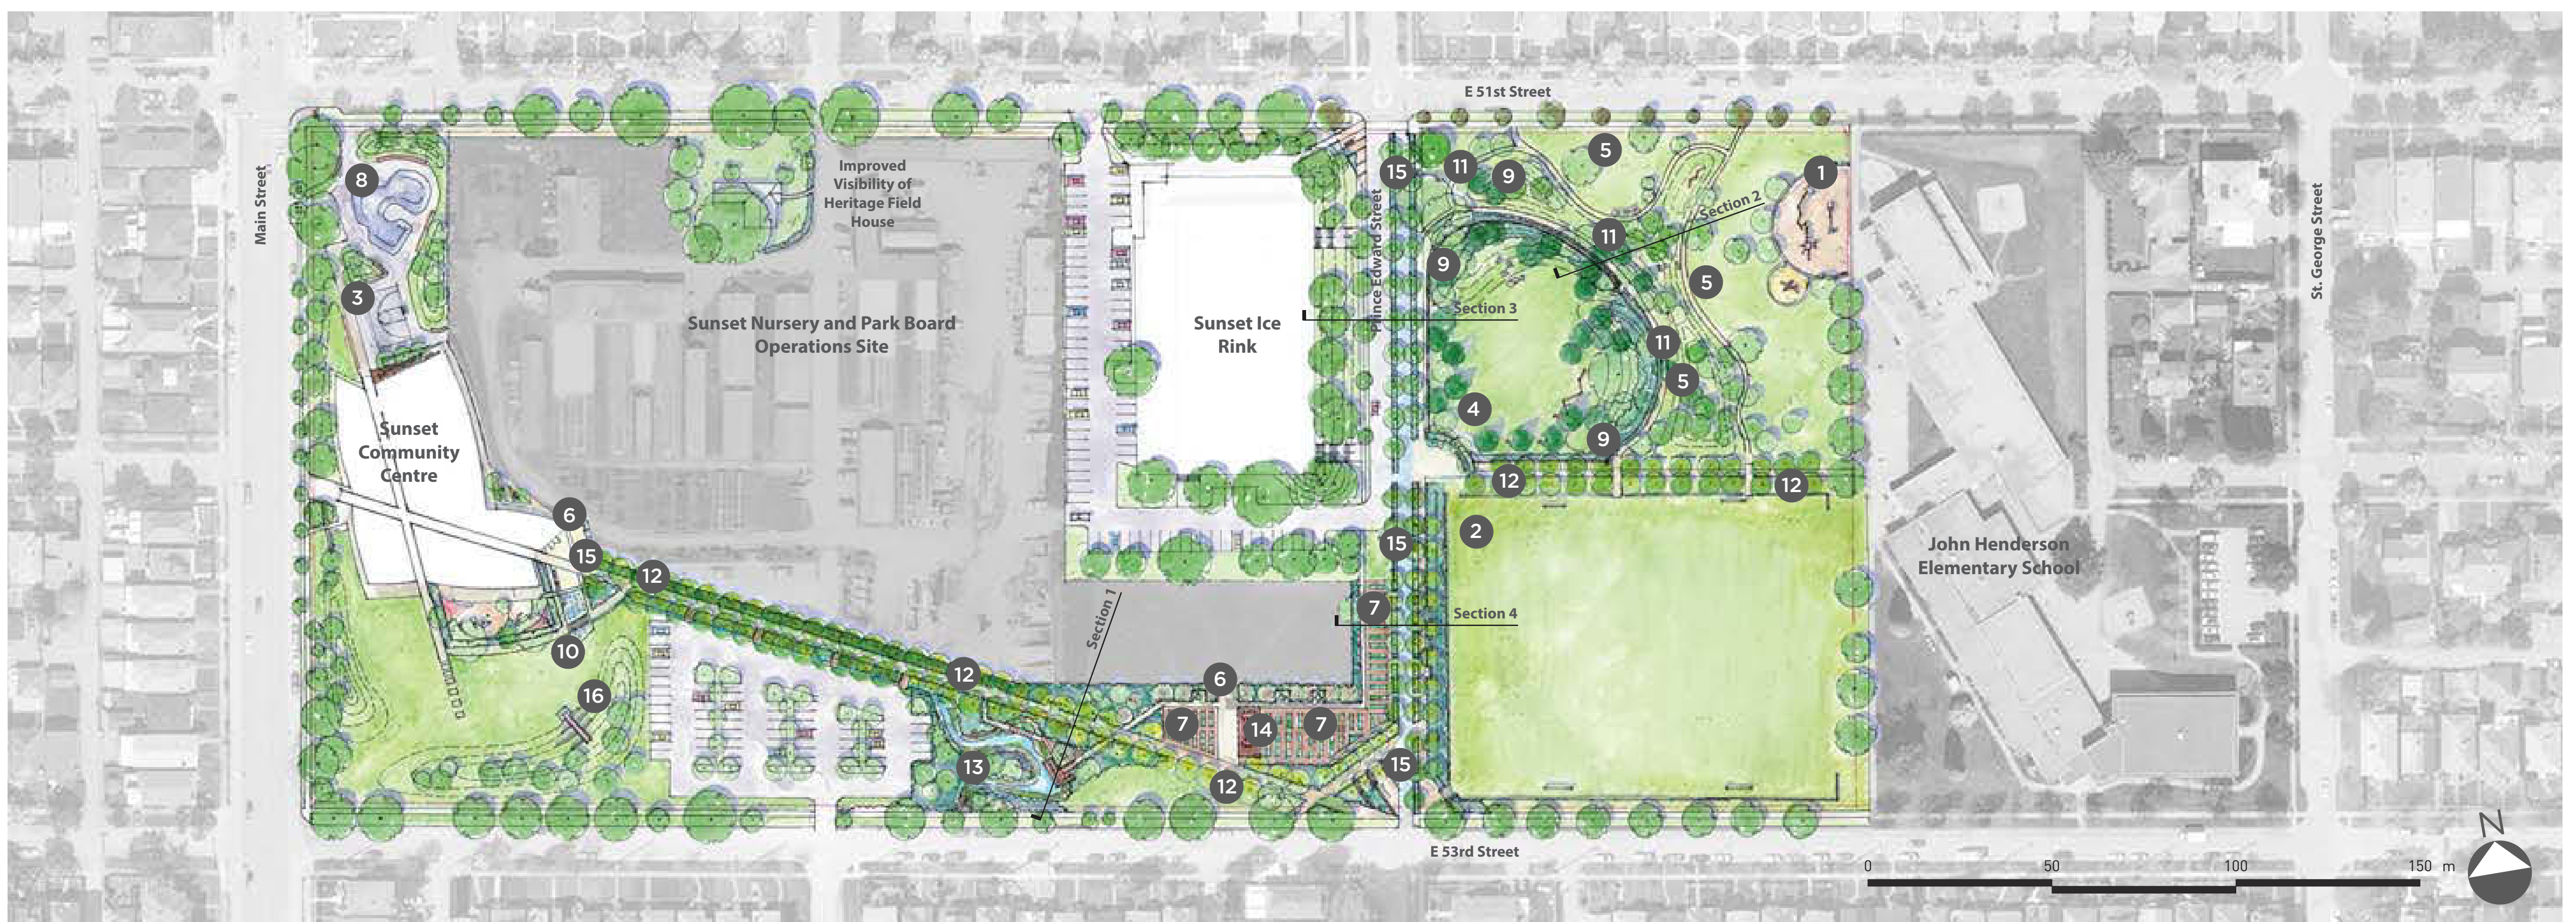 E 51st Street
Main Street
8
3
Improved
Visibility of
Heritage Field
House
Sunset Nursery and Park Board
Operations Site
Sunset Ice
Rink
Prince Edward Street
St. George Street
15
11
9
5
1
Section 2
11
9
5
Section 3
11
5
4
9
12
12
Sunset
Community
Centre
6
15
12
10
16
2
15
John Henderson
Elementary School
Section 1
7
Section 4
12
6
7
14
7
13
12
15
E 53rd Street
N
0
50
100
150 m